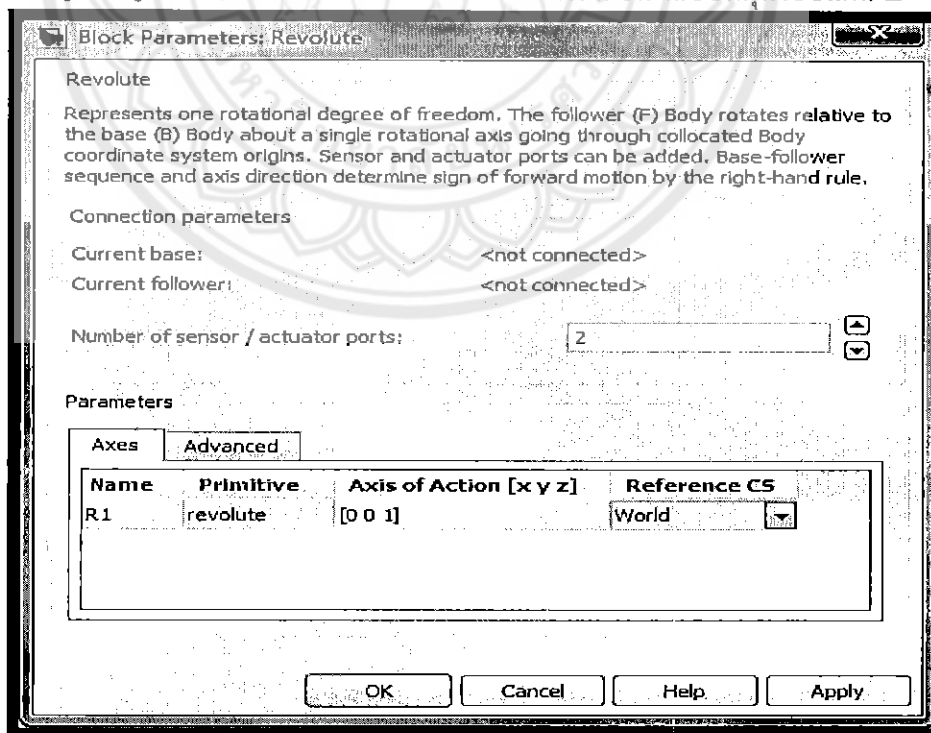 Block Parameters: Revolute
Revolute
Represents one rotational degree of freedom. The follower (F) Body rotates relative to
the base (B) Body about a single rotational axis going through collocated Body
coordinate system origins. Sensor and actuator ports can be added. Base-follower
sequence and axis direction determine sign of forward motion by the right-hand rule.
Connection parameters
Current base: <not connected>
Current follower: <not connected>
Number of sensor / actuator ports: 2
Parameters
Axes Advanced
Name Primitive Axis of Action [x y z] Reference CS
R1 revolute [0 0 1] World
OK Cancel Help Apply